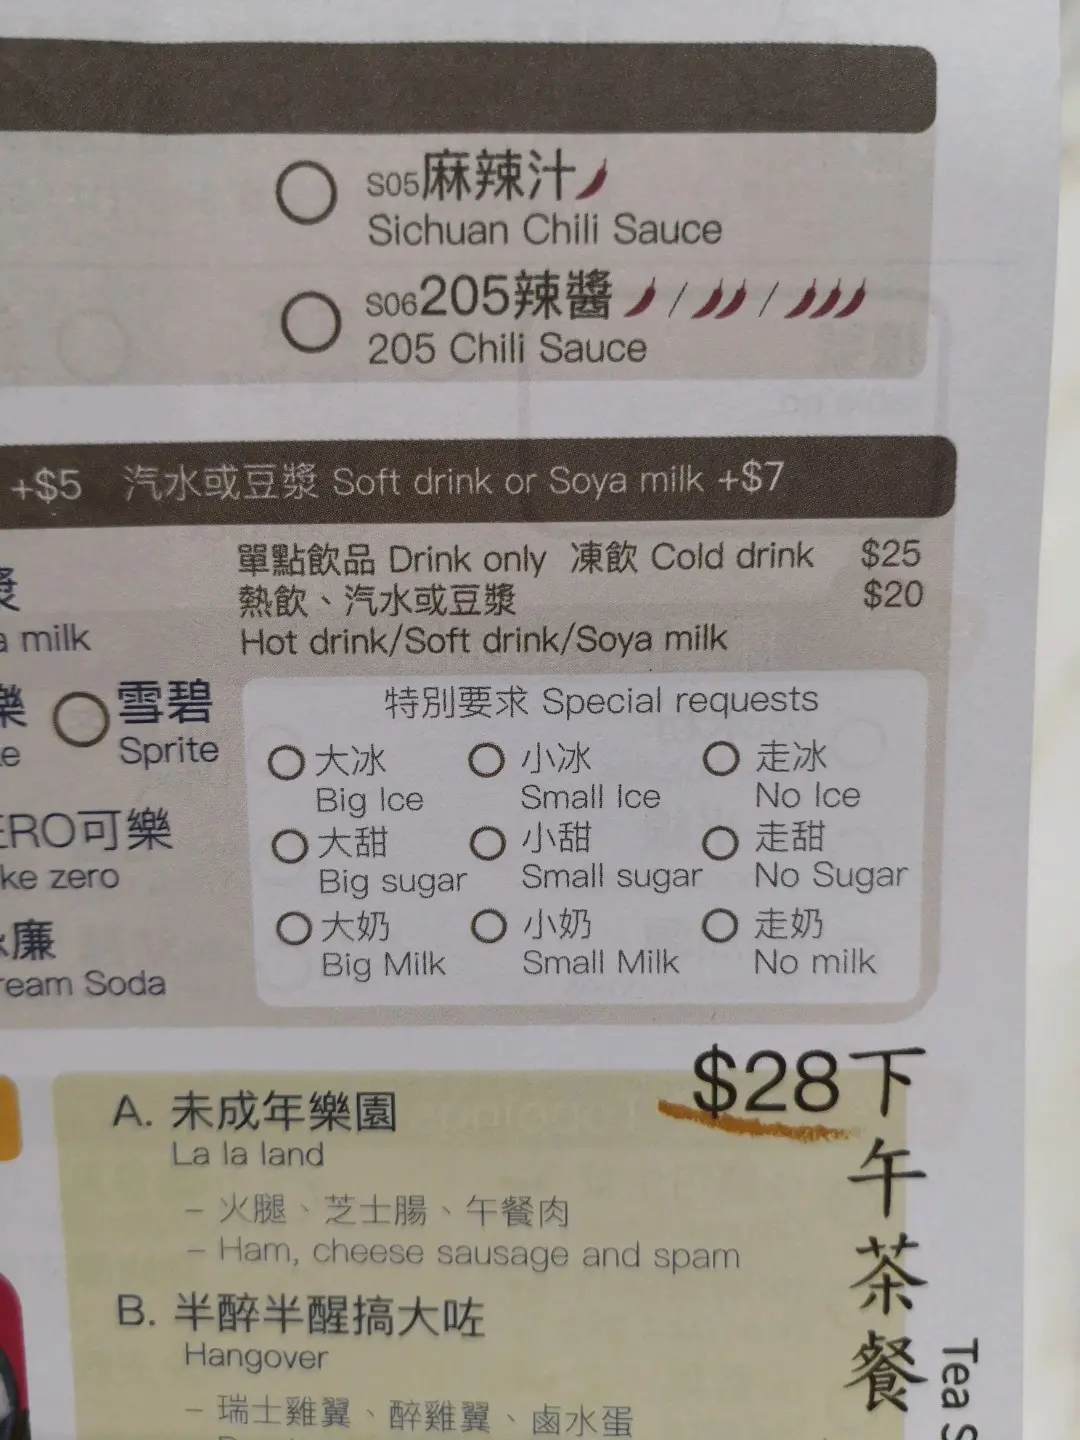 S05麻辣汁
Sichuan Chili Sauce
S06 205辣醬 / /
205 Chili Sauce
+$5 汽水或豆漿 Soft drink or Soya milk +$7
單點飲品 Drink only 凍飲 Cold drink $25
熱飲、汽水或豆漿 $20
Hot drink/Soft drink/Soya milk
milk
雪碧
Sprite
特別要求 Special requests
大冰 小冰 走冰
Big Ice Small Ice No Ice
大甜 小甜 走甜
Big sugar Small sugar No Sugar
大奶 小奶 走奶
Big Milk Small Milk No milk
ERO可樂
ke zero
廉
ream Soda
$28下午茶餐
Tea S
A. 未成年樂園
La la land
– 火腿、芝士腸、午餐肉
– Ham, cheese sausage and spam
B. 半醉半醒搞大咗
Hangover
– 瑞士雞翼、醉雞翼、鹵水蛋